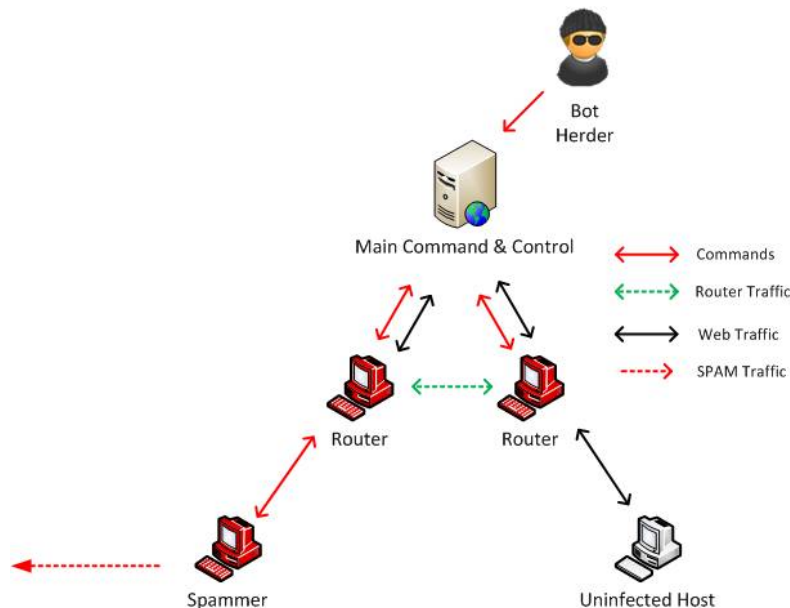 Bot
Herder
Main Command & Control
Commands
Router Traffic
Web Traffic
SPAM Traffic
Router
Router
Spammer
Uninfected Host